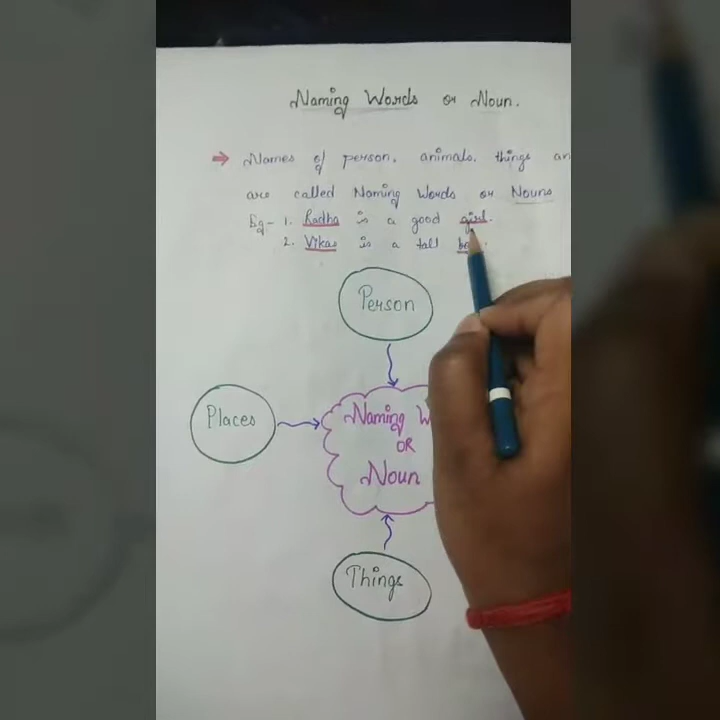 Naming Words or Noun.
Names of person, animals, things
are called Naming Words or Nouns
Eg- 1. Radha is a good girl.
2. Vikas is a tall
Person
Places
Naming
OR
Noun
Things